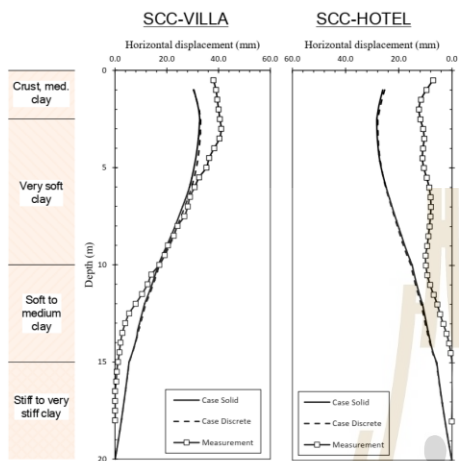 SCC-VILLA
SCC-HOTEL
Horizontal displacement (mm)
0.0 20.0 40.0 60.0
Horizontal displacement (mm)
60.0 40.0 20.0 0.0
Crust, med.
clay
Very soft
clay
Soft to
medium
clay
Stiff to very
stiff clay
Depth (m)
0
5
10
15
20
Case Solid
Case Discrete
Measurement
Case Solid
Case Discrete
Measurement